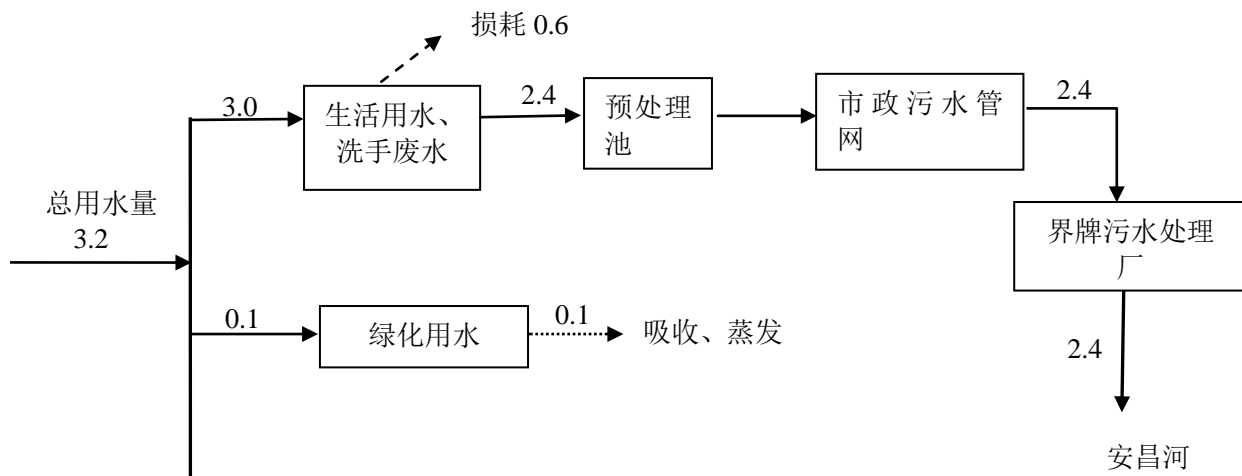 损耗 0.6
3.0
生活用水、
洗手废水
2.4
预处理
池
市政污水管
网
2.4
总用水量
3.2
界牌污水处理
厂
0.1
绿化用水
0.1
吸收、蒸发
2.4
安昌河